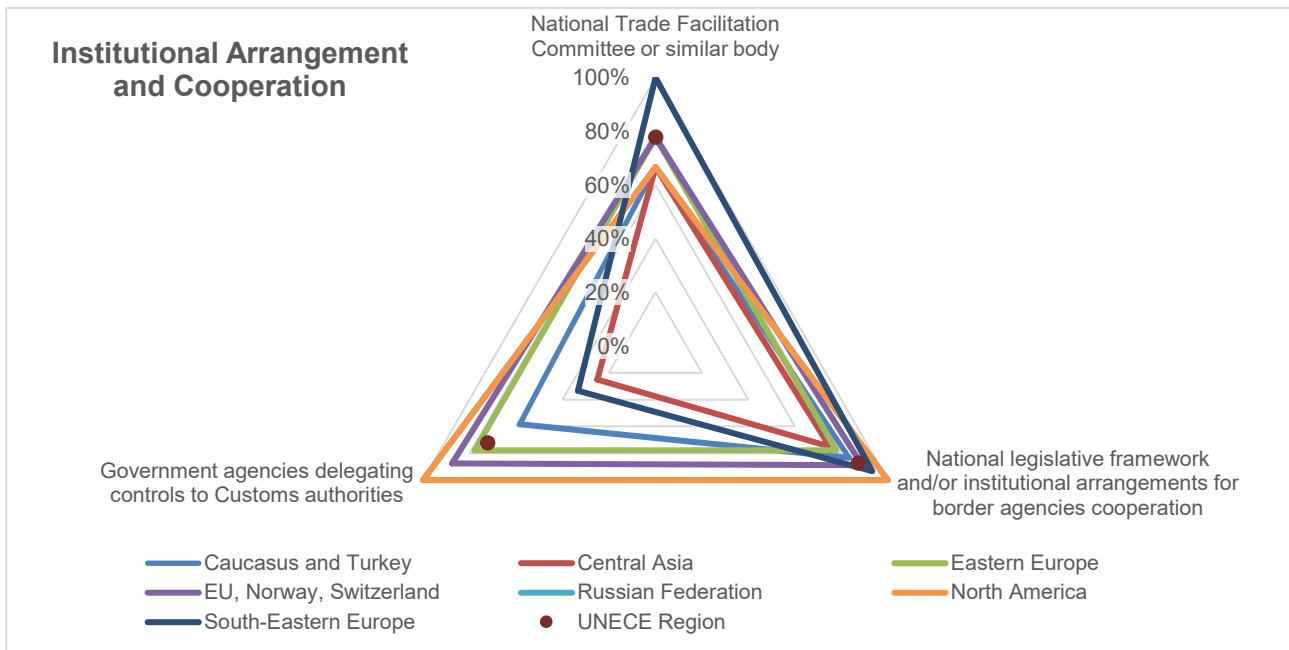 Institutional Arrangement
and Cooperation
National Trade Facilitation
Committee or similar body
100%
80%
60%
40%
20%
0%
Government agencies delegating
controls to Customs authorities
National legislative framework
and/or institutional arrangements for
border agencies cooperation
Caucasus and Turkey
Central Asia
Eastern Europe
EU, Norway, Switzerland
Russian Federation
North America
South-Eastern Europe
UNECE Region